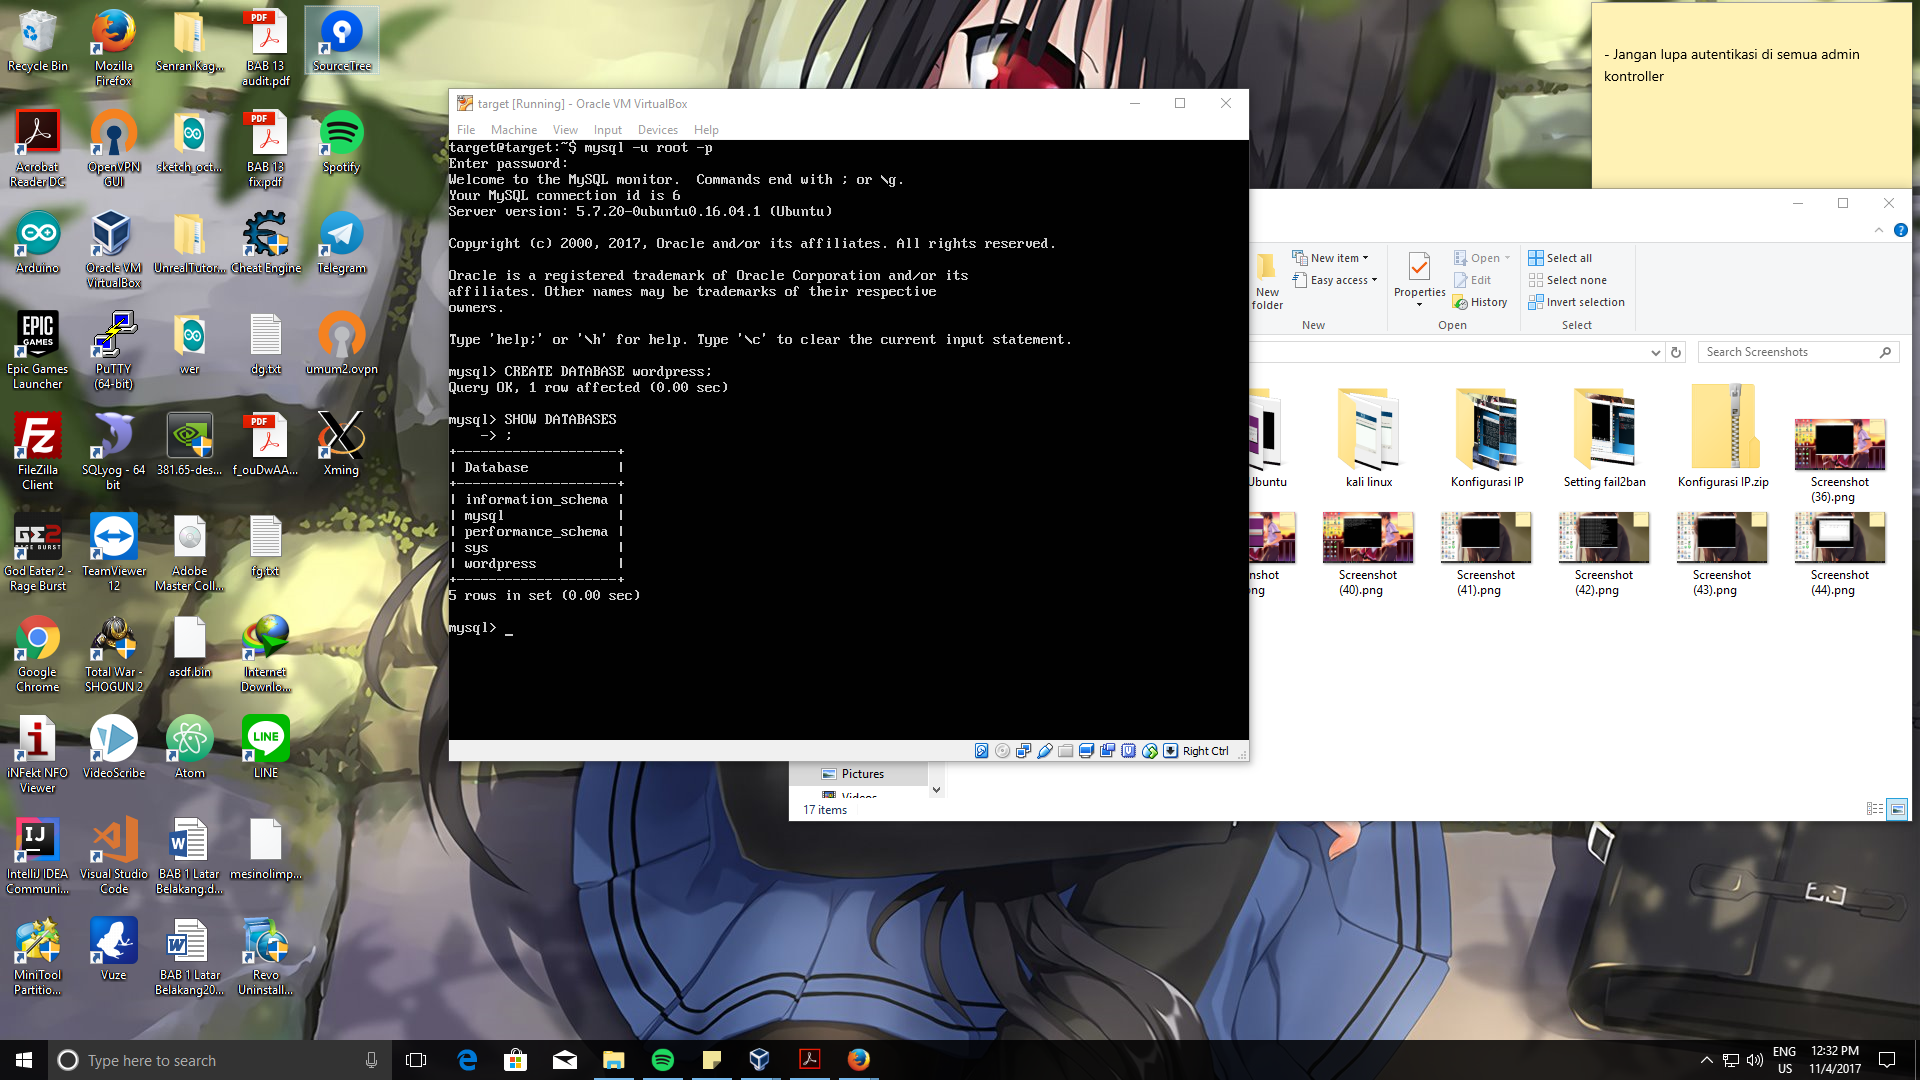 Recycle Bin
Mozilla
Firefox
Senran.Kag...
BAB 13
audit.pdf
SourceTree
Acrobat
Reader DC
OpenVPN
GUI
sketch_oct...
BAB 13
fix.pdf
Spotify
Arduino
Oracle VM
VirtualBox
UnrealTutor...
Cheat Engine
Telegram
Epic Games
Launcher
PuTTY
(64-bit)
wer
dg.txt
umum2.ovpn
FileZilla
Client
SQLyog - 64
bit
381.65-des...
f_ouDwAA...
Xming
God Eater 2 -
Rage Burst
TeamViewer
12
Adobe
Master Coll...
fg.txt
Google
Chrome
Total War -
SHOGUN 2
asdf.bin
Internet
Downlo...
iNFekt NFO
Viewer
VideoScribe
Atom
LINE
IntelliJ IDEA
Communi...
Visual Studio
Code
BAB 1 Latar
Belakang.d...
mesinolimp...
MiniTool
Partitio...
Vuze
BAB 1 Latar
Belakang20...
Revo
Uninstall...
target [Running] - Oracle VM VirtualBox
File Machine View Input Devices Help
target@target:~$ mysql -u root -p
Enter password:
Welcome to the MySQL monitor.  Commands end with ; or \g.
Your MySQL connection id is 6
Server version: 5.7.20-0ubuntu0.16.04.1 (Ubuntu)
Copyright (c) 2000, 2017, Oracle and/or its affiliates. All rights reserved.
Oracle is a registered trademark of Oracle Corporation and/or its
affiliates. Other names may be trademarks of their respective
owners.
Type 'help;' or '\h' for help. Type '\c' to clear the current input statement.
mysql> CREATE DATABASE wordpress;
Query OK, 1 row affected (0.00 sec)
mysql> SHOW DATABASES
    -> ;
+--------------------+
| Database           |
+--------------------+
| information_schema |
| mysql              |
| performance_schema |
| sys                |
| wordpress          |
+--------------------+
5 rows in set (0.00 sec)
mysql> _
Right Ctrl
- Jangan lupa autentikasi di semua admin
kontroller
New
folder
New item
Easy access
New
Properties
Open
Edit
History
Open
Select all
Select none
Invert selection
Select
Search Screenshots
Ubuntu
kali linux
Konfigurasi IP
Setting fail2ban
Konfigurasi IP.zip
Screenshot
(36).png
Screenshot
(40).png
Screenshot
(41).png
Screenshot
(42).png
Screenshot
(43).png
Screenshot
(44).png
Pictures
Videos
17 items
Type here to search
ENG
US
12:32 PM
11/4/2017